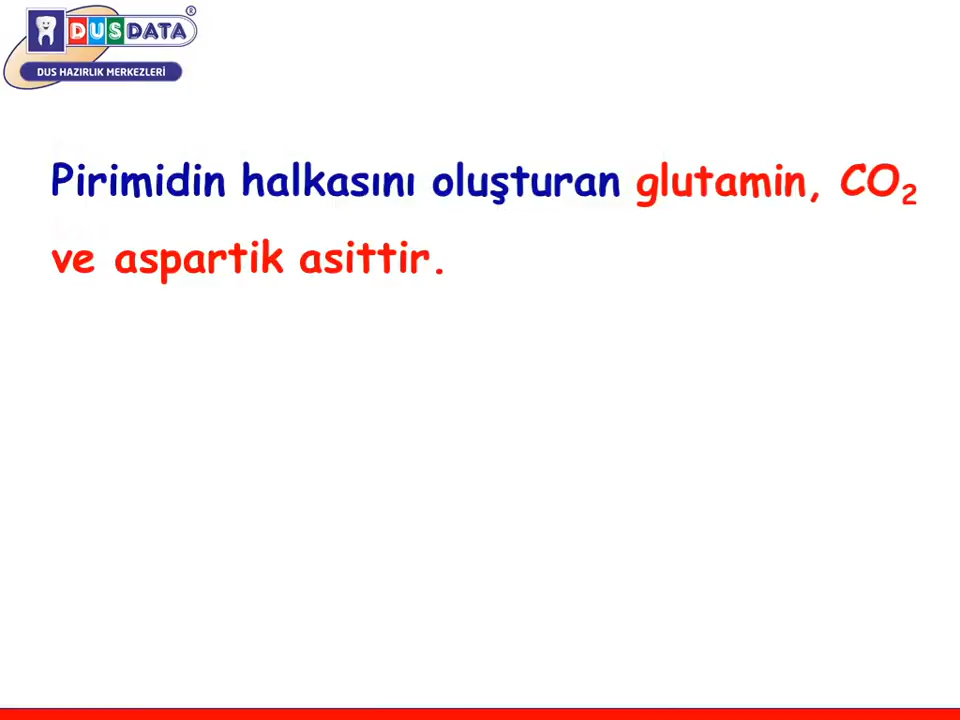 DUSDATA®
DUS HAZIRLIK MERKEZLERİ
Pirimidin halkasını oluşturan glutamin, CO₂
ve aspartik asittir.